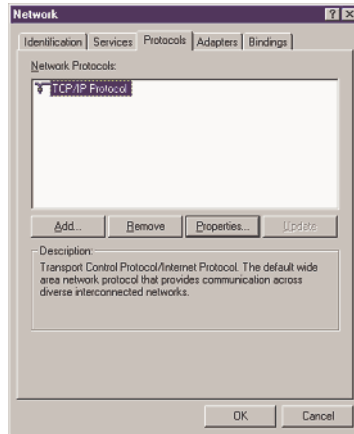 Network
Identification Services Protocols Adapters Bindings
Network Protocols:
TCP/IP Protocol
Add... Remove Properties... Update
Description:
Transport Control Protocol/Internet Protocol. The default wide
area network protocol that provides communication across
diverse interconnected networks.
OK Cancel